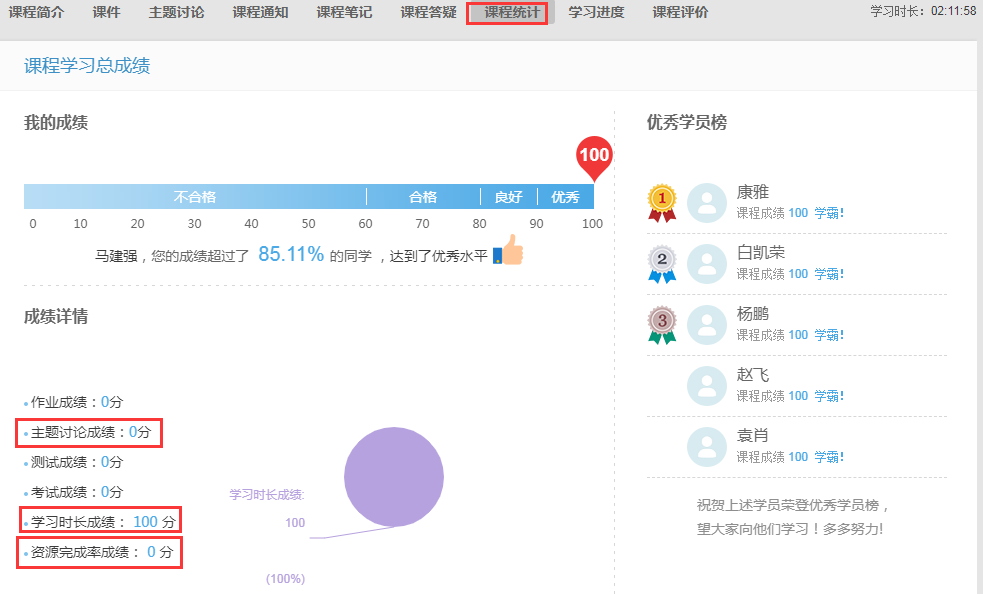 课程简介 课件 主题讨论 课程通知 课程笔记 课程答疑 课程统计 学习进度 课程评价 学习时长：02:11:58
课程学习总成绩
我的成绩
100
不合格 合格 良好 优秀
0 10 20 30 40 50 60 70 80 90 100
马建强，您的成绩超过了 85.11% 的同学 ，达到了优秀水平
成绩详情
作业成绩：0分
主题讨论成绩：0分
测试成绩：0分
考试成绩：0分
学习时长成绩： 100 分
资源完成率成绩： 0 分
学习时长成绩:
100
(100%)
优秀学员榜
1
康雅
课程成绩 100 学霸!
2
白凯荣
课程成绩 100 学霸!
3
杨鹏
课程成绩 100 学霸!
赵飞
课程成绩 100 学霸!
袁肖
课程成绩 100 学霸!
祝贺上述学员荣登优秀学员榜，
望大家向他们学习！多多努力!